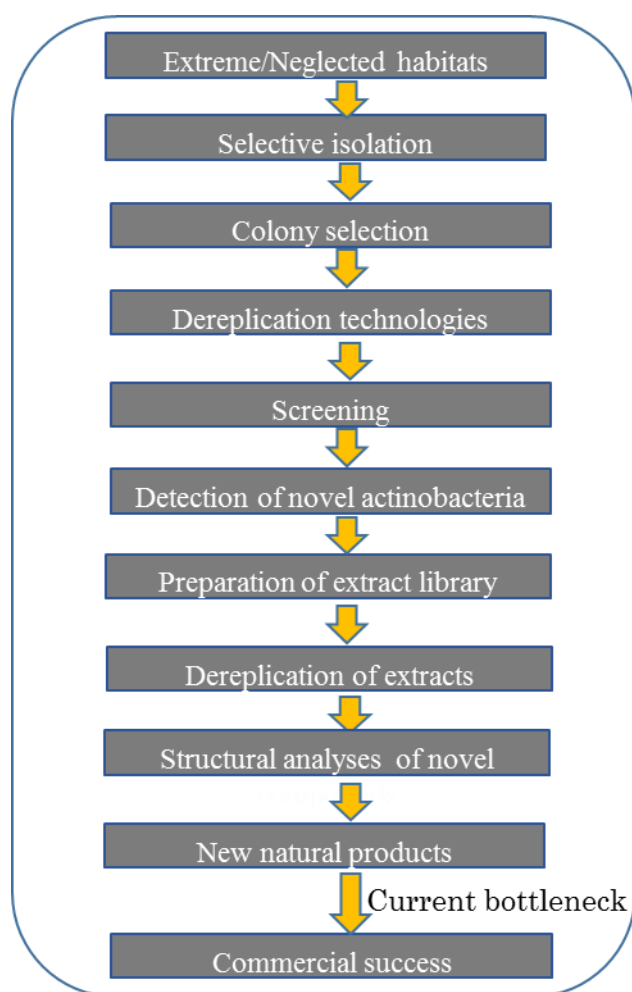 Extreme/Neglected habitats
Selective isolation
Colony selection
Dereplication technologies
Screening
Detection of novel actinobacteria
Preparation of extract library
Dereplication of extracts
Structural analyses of novel
New natural products
Current bottleneck
Commercial success